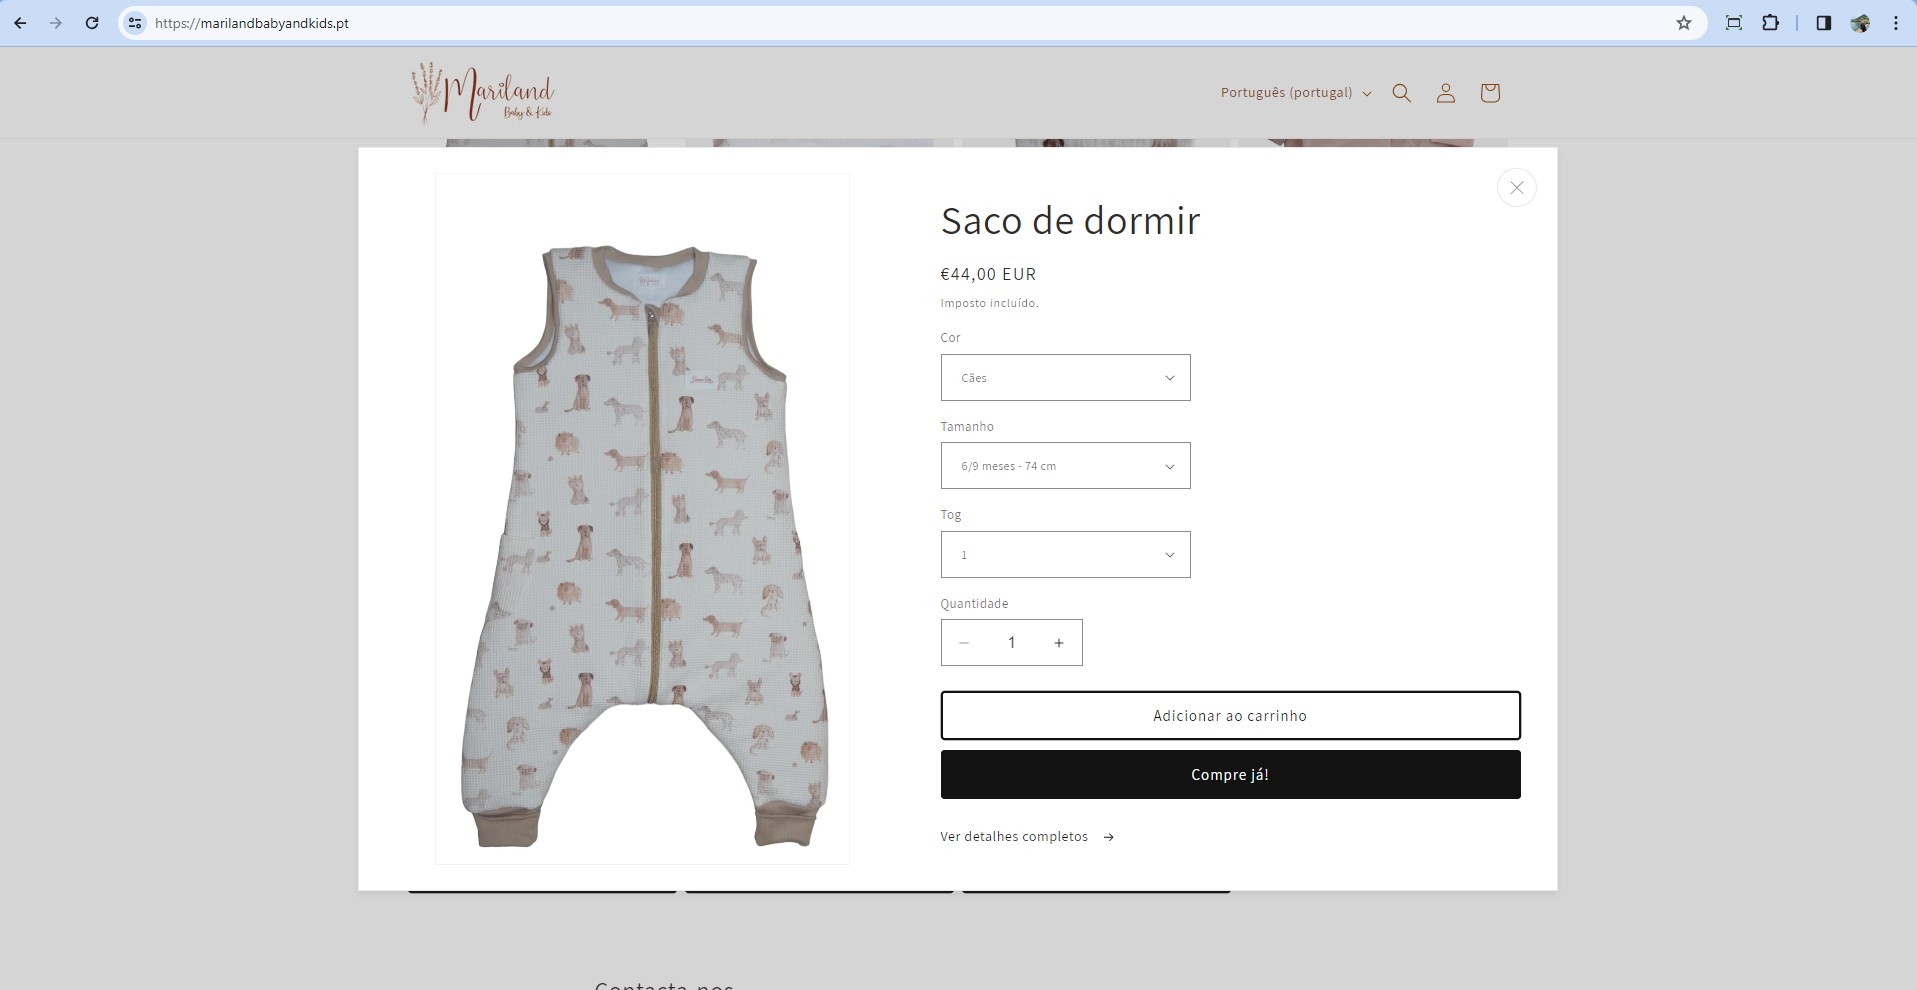 https://marilandbabyandkids.pt
Mariland
Baby & Kids
Português (portugal)
Saco de dormir
€44,00 EUR
Imposto incluído.
Cor
Cães
Tamanho
6/9 meses - 74 cm
Tog
1
Quantidade
1
Adicionar ao carrinho
Compre já!
Ver detalhes completos
Contacta-nos